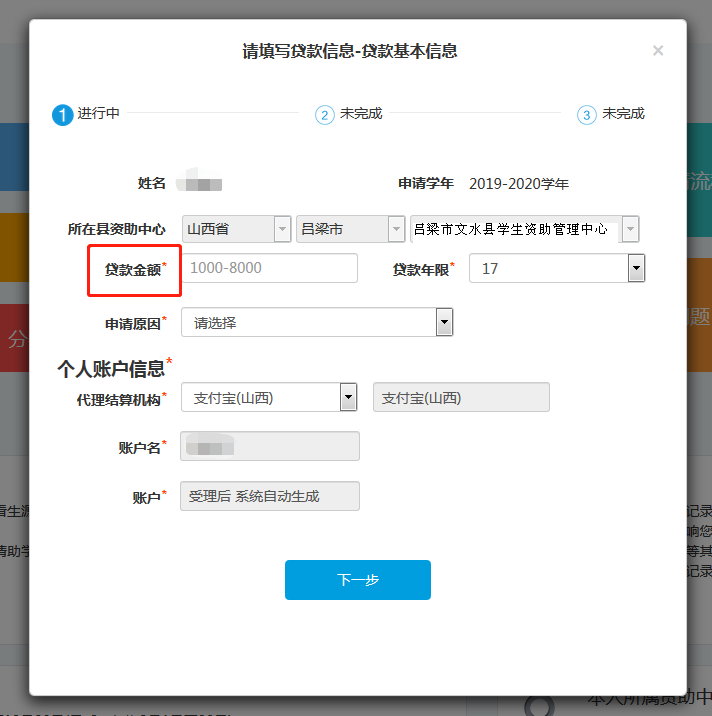 请填写贷款信息-贷款基本信息 ×
1 进行中 2 未完成 3 未完成
姓名 申请学年 2019-2020学年
所在县资助中心 山西省 吕梁市 吕梁市文水县学生资助管理中心
贷款金额* 1000-8000 贷款年限* 17
申请原因* 请选择
个人账户信息*
代理结算机构* 支付宝(山西) 支付宝(山西)
账户名*
账户* 受理后 系统自动生成
下一步
流
题
分
看生源
记录
响您
请助学
等其
记录
本人所属资助中